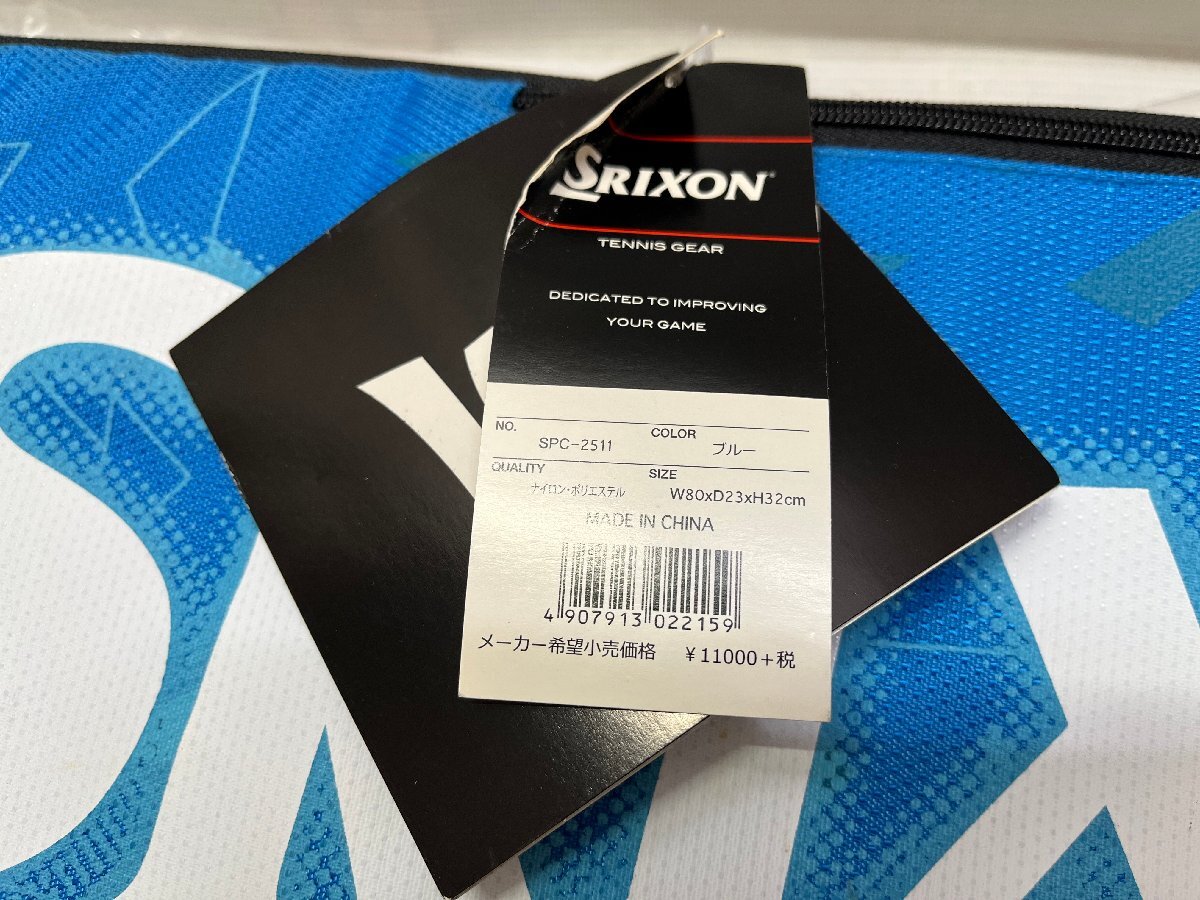 SRIXON
TENNIS GEAR
DEDICATED TO IMPROVING
YOUR GAME
NO. SPC-2511 COLOR ブルー
QUALITY ナイロン・ポリエステル SIZE W80xD23xH32cm
MADE IN CHINA
4 907913 022159
メーカー希望小売価格 ¥11000+税